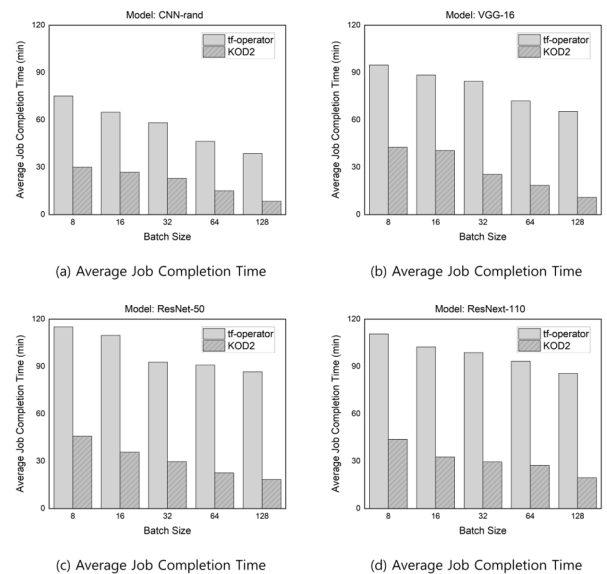 Model: CNN-rand
Average Job Completion Time (min)
120
90
60
30
0
tf-operator
KOD2
8 16 32 64 128
Batch Size
(a) Average Job Completion Time
Model: VGG-16
Average Job Completion Time (min)
120
90
60
30
0
tf-operator
KOD2
8 16 32 64 128
Batch Size
(b) Average Job Completion Time
Model: ResNet-50
Average Job Completion Time (min)
120
90
60
30
0
tf-operator
KOD2
8 16 32 64 128
Batch Size
(c) Average Job Completion Time
Model: ResNext-110
Average Job Completion Time (min)
120
90
60
30
0
tf-operator
KOD2
8 16 32 64 128
Batch Size
(d) Average Job Completion Time